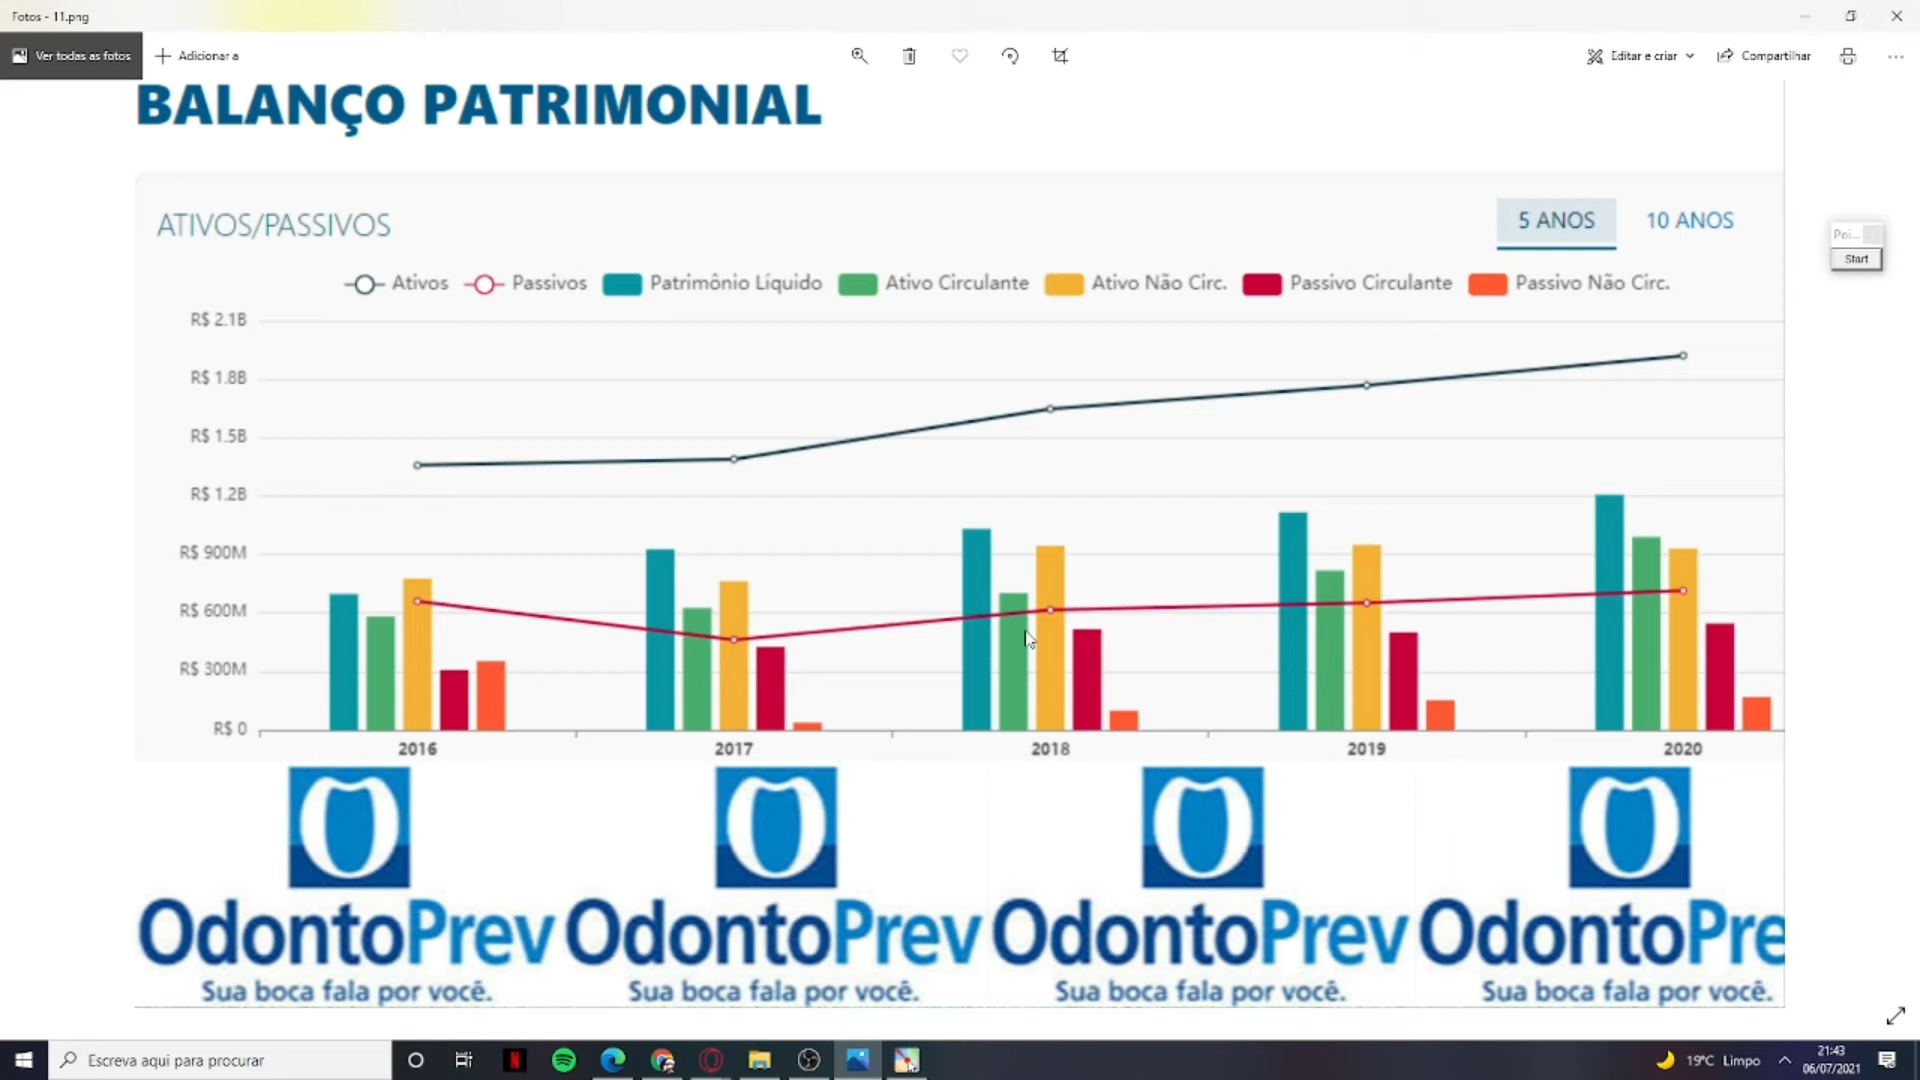 Fotos - 11.png
Ver todas as fotos
Adicionar a
Editar e criar
Compartilhar
BALANÇO PATRIMONIAL
ATIVOS/PASSIVOS
5 ANOS
10 ANOS
Poi...
Start
Ativos
Passivos
Patrimônio Líquido
Ativo Circulante
Ativo Não Circ.
Passivo Circulante
Passivo Não Circ.
R$ 2.1B
R$ 1.8B
R$ 1.5B
R$ 1.2B
R$ 900M
R$ 600M
R$ 300M
R$ 0
2016 2017 2018 2019 2020
OdontoPrev OdontoPrev OdontoPrev OdontoPre
Sua boca fala por você. Sua boca fala por você. Sua boca fala por você. Sua boca fala por você.
Escreva aqui para procurar
19°C Limpo
21:43
06/07/2021